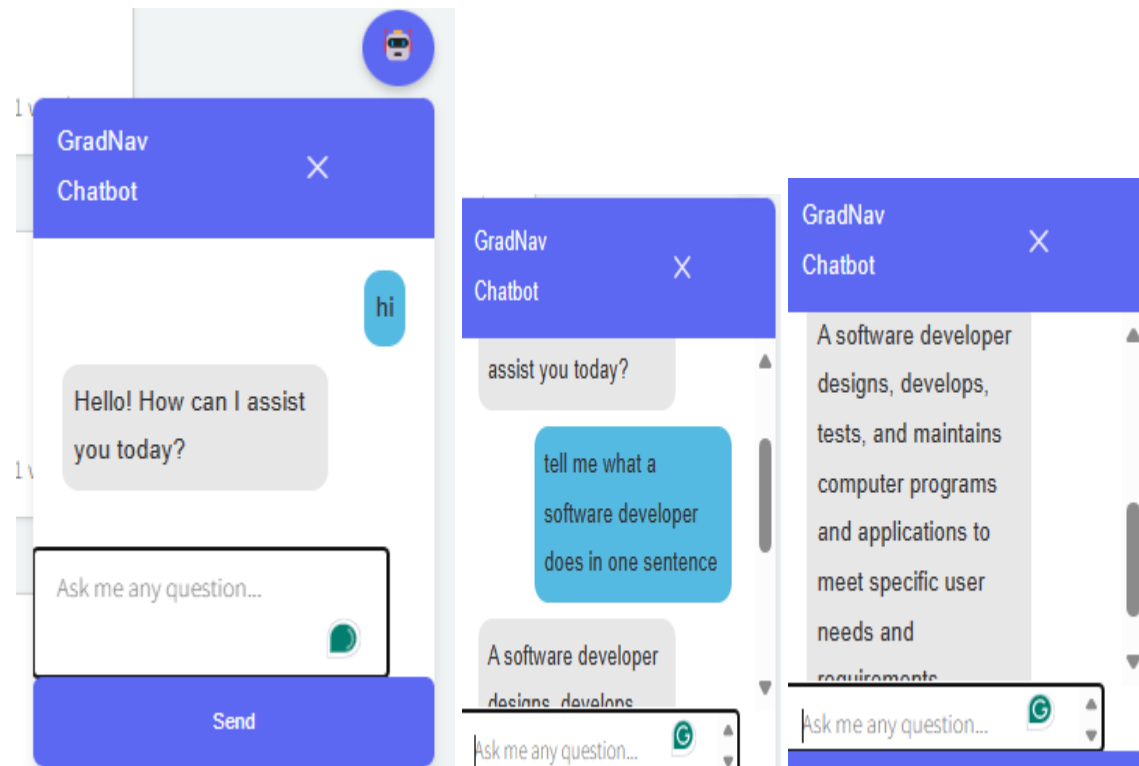 GradNav
Chatbot
hi
Hello! How can I assist
you today?
Ask me any question...
Send
GradNav
Chatbot
assist you today?
tell me what a
software developer
does in one sentence
A software developer
designs, develops,
Ask me any question...
GradNav
Chatbot
A software developer
designs, develops,
tests, and maintains
computer programs
and applications to
meet specific user
needs and
requirements
Ask me any question...